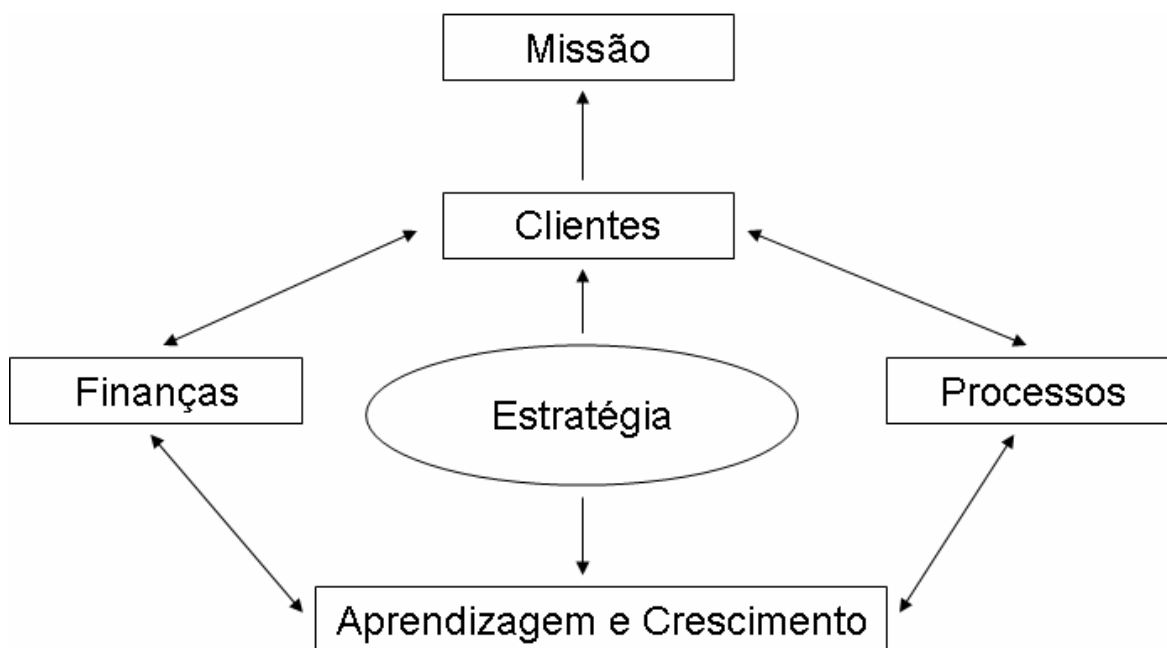 Missão
Clientes
Finanças
Processos
Estratégia
Aprendizagem e Crescimento